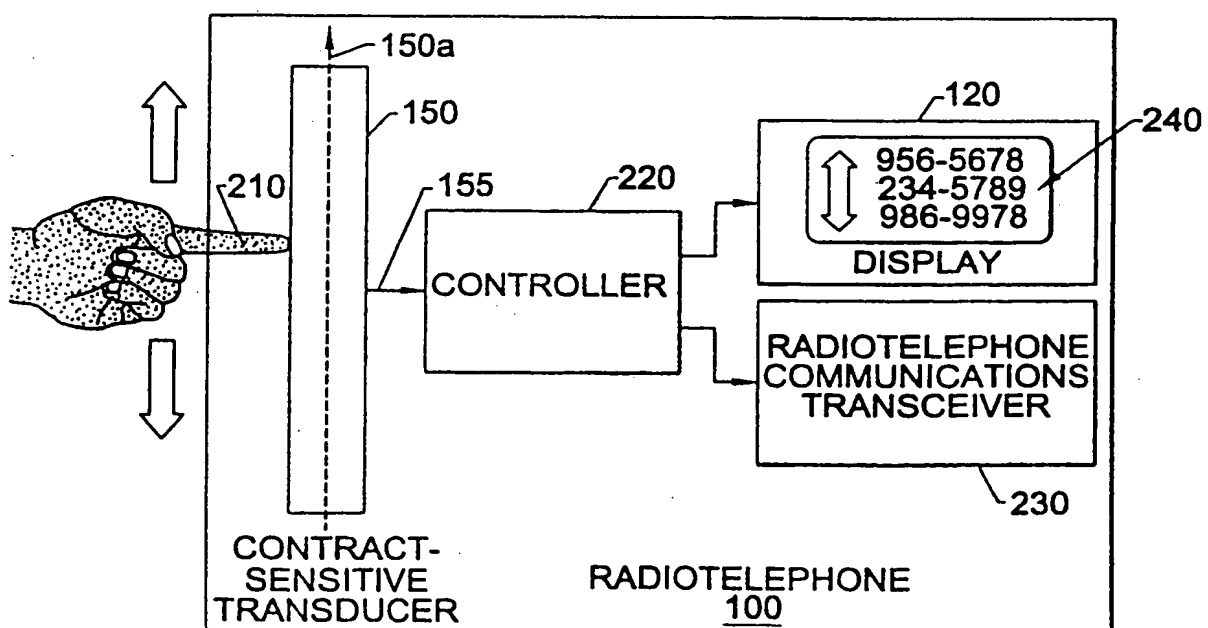 150a
150
120
240
956-5678
234-5789
986-9978
210
155
220
CONTROLLER
DISPLAY
RADIOTELEPHONE
COMMUNICATIONS
TRANSCEIVER
230
CONTRACT-
SENSITIVE
TRANSDUCER
RADIOTELEPHONE
100